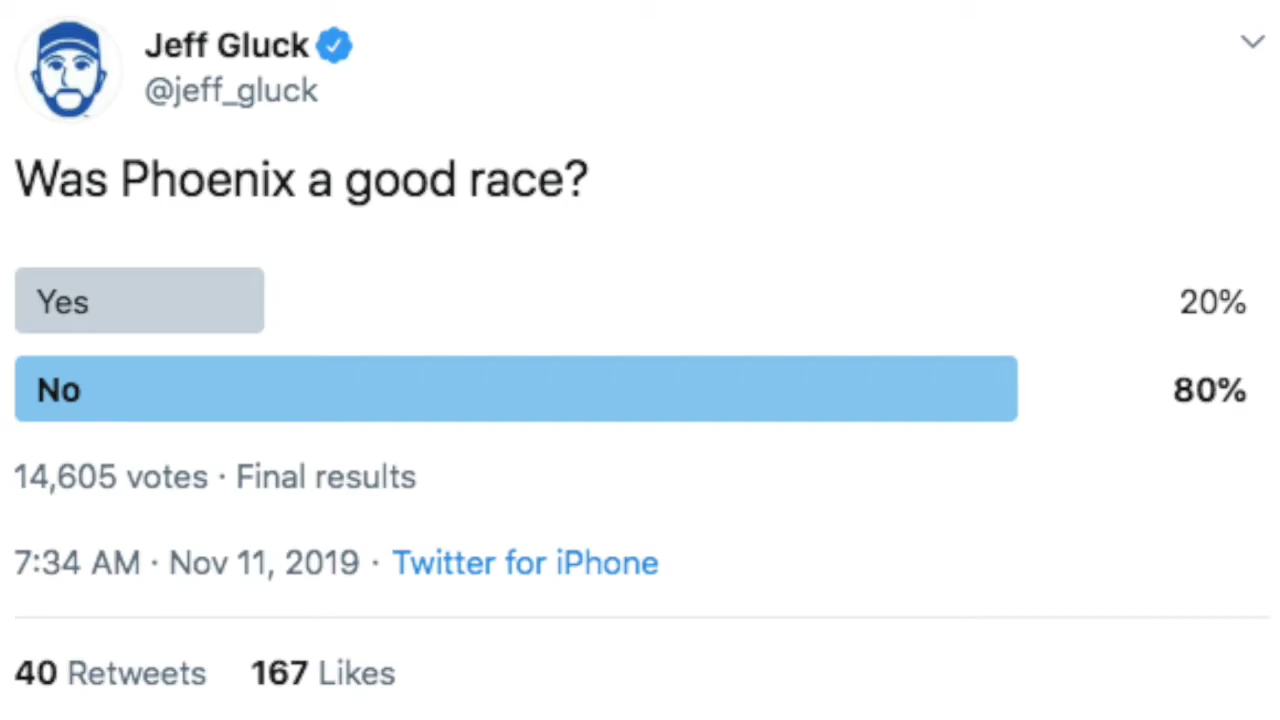 Jeff Gluck
@jeff_gluck
Was Phoenix a good race?
Yes 20%
No 80%
14,605 votes · Final results
7:34 AM · Nov 11, 2019 · Twitter for iPhone
40 Retweets 167 Likes